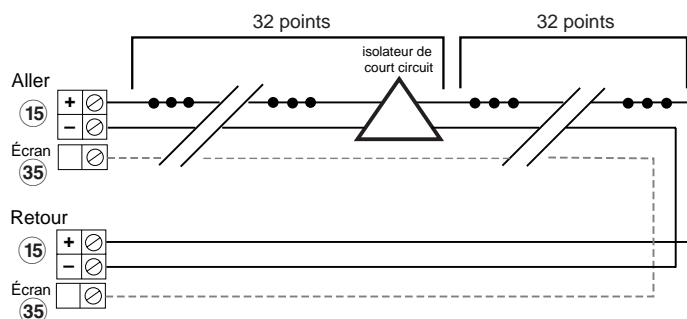 32 points
32 points
isolateur de
court circuit
Aller
+
15
–
Écran
35
Retour
+
15
–
Écran
35